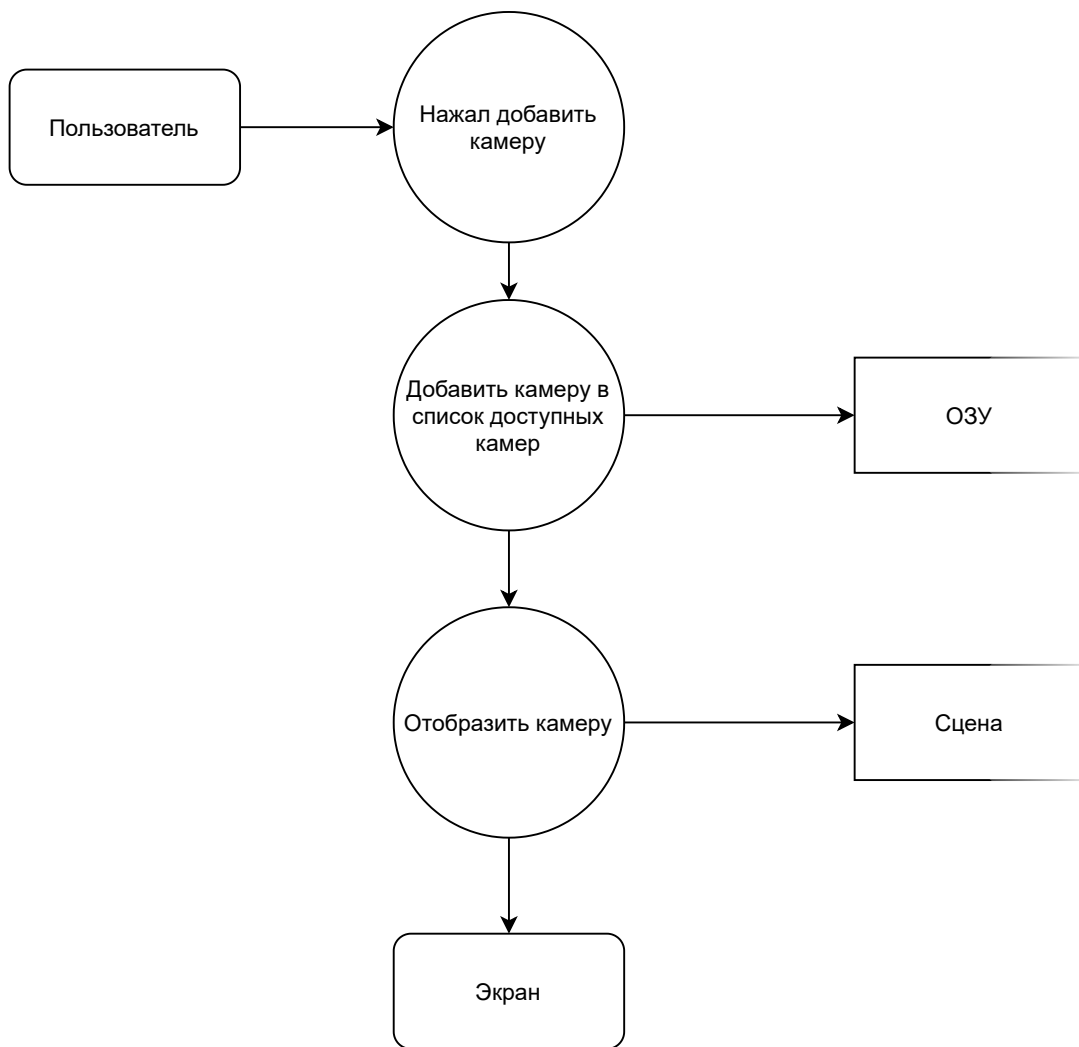 Пользователь
Нажал добавить
камеру
Добавить камеру в
список доступных
камер
ОЗУ
Отобразить камеру
Сцена
Экран